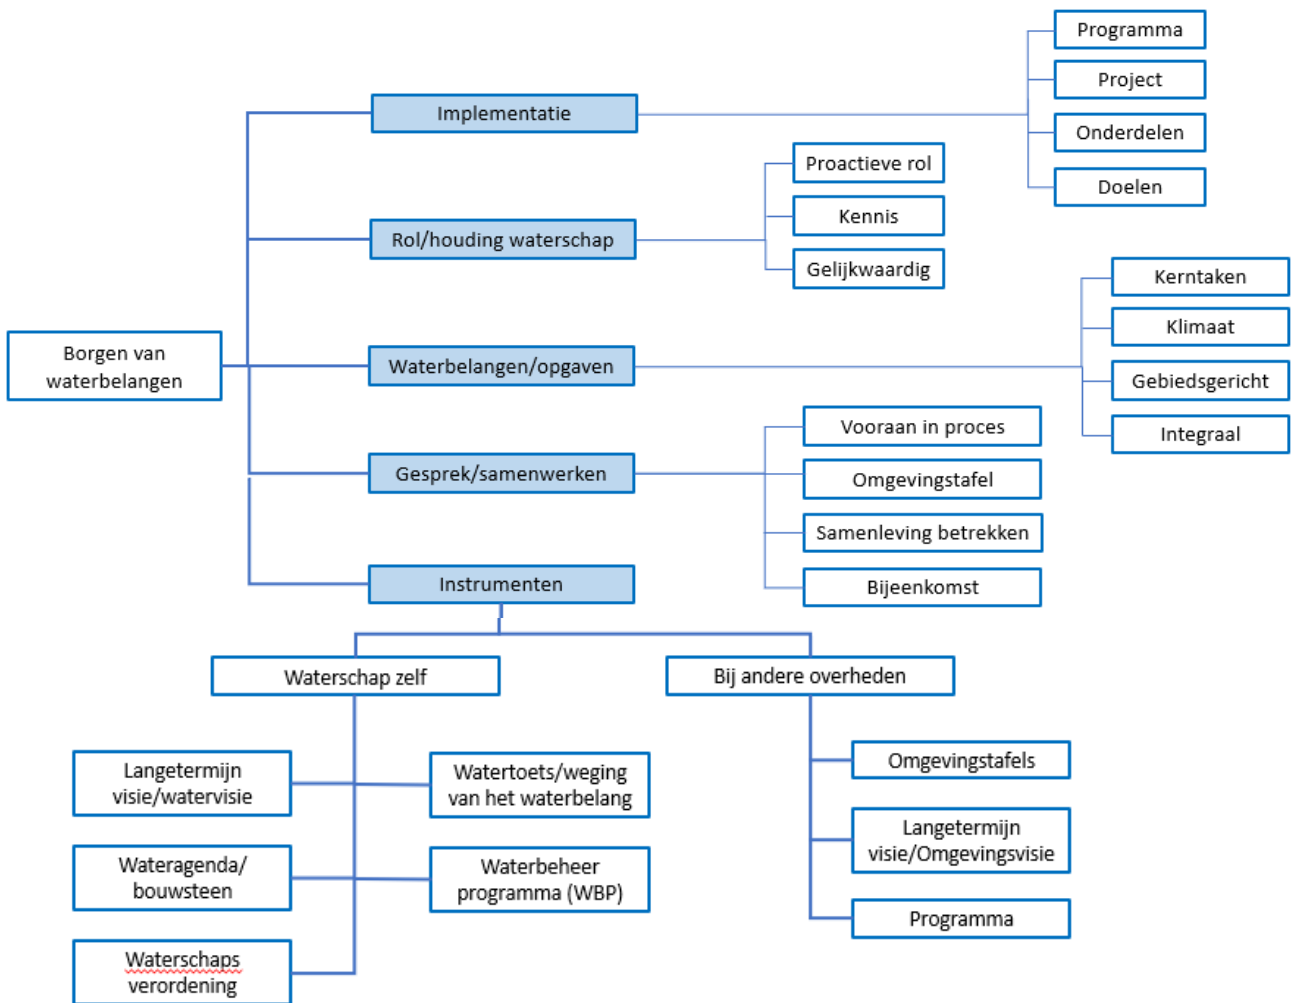 Borgen van
waterbelangen
Implementatie
Programma
Project
Onderdelen
Doelen
Rol/houding waterschap
Proactieve rol
Kennis
Gelijkwaardig
Waterbelangen/opgaven
Kerntaken
Klimaat
Gebiedsgericht
Integraal
Gesprek/samenwerken
Vooraan in proces
Omgevingstafel
Samenleving betrekken
Bijeenkomst
Instrumenten
Waterschap zelf
Langetermijn
visie/watervisie
Watertoets/weging
van het waterbelang
Wateragenda/
bouwsteen
Waterbeheer
programma (WBP)
Waterschaps
verordening
Bij andere overheden
Omgevingstafels
Langetermijn
visie/Omgevingsvisie
Programma